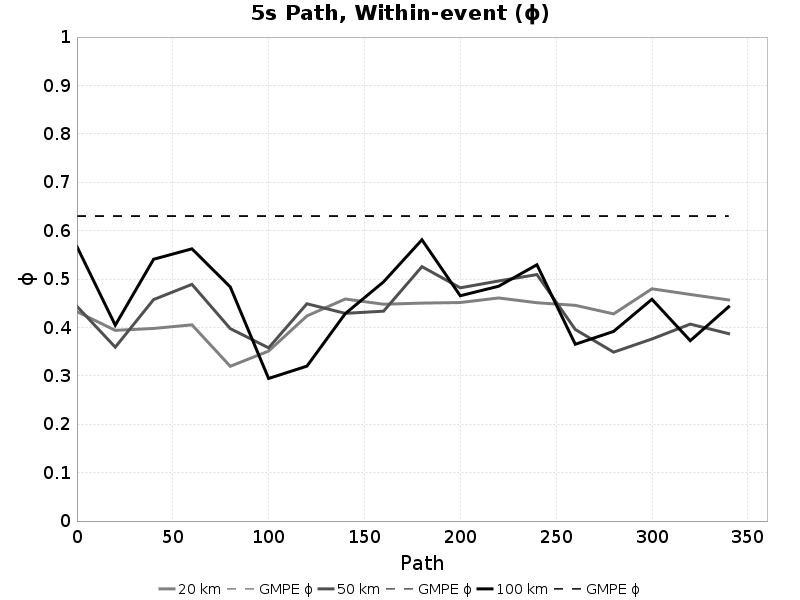 5s Path, Within-event (ϕ)
1
0.9
0.8
0.7
0.6
0.5
0.4
0.3
0.2
0.1
0
ϕ
0 50 100 150 200 250 300 350
Path
20 km GMPE ϕ 50 km GMPE ϕ 100 km GMPE ϕ